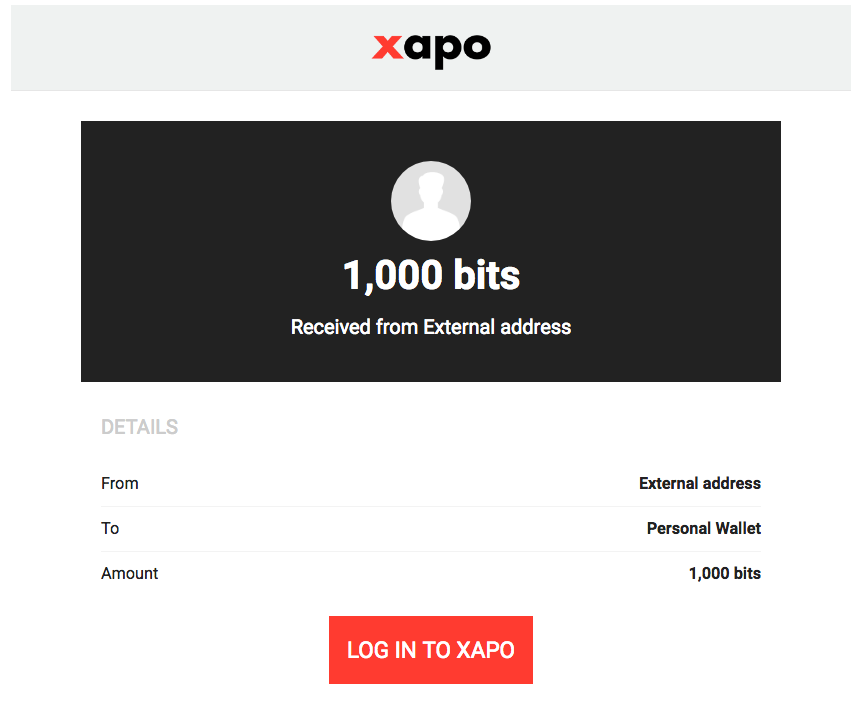 xapo
1,000 bits
Received from External address
DETAILS
From External address
To Personal Wallet
Amount 1,000 bits
LOG IN TO XAPO